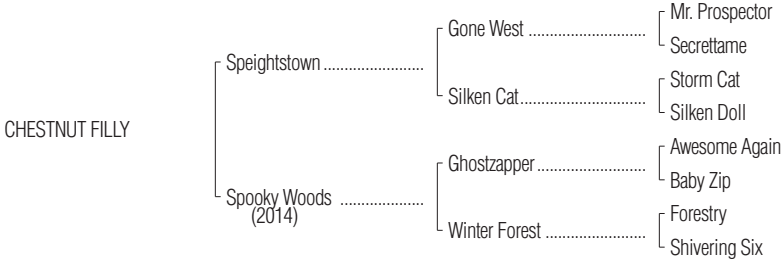 Mr. Prospector
Gone West ........................
Secrettame
Speightstown ........................
Storm Cat
Silken Cat..........................
Silken Doll
CHESTNUT FILLY
Awesome Again
Ghostzapper ......................
Baby Zip
Spooky Woods ....................
(2014)
Forestry
Winter Forest .....................
Shivering Six